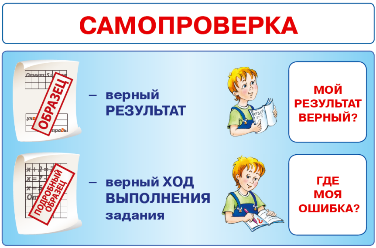 САМОПРОВЕРКА
ОБРАЗЕЦ
– верный
РЕЗУЛЬТАТ
МОЙ
РЕЗУЛЬТАТ
ВЕРНЫЙ?
ПОДРОБНЫЙ
ОБРАЗЕЦ
– верный ХОД
ВЫПОЛНЕНИЯ
задания
ГДЕ
МОЯ
ОШИБКА?